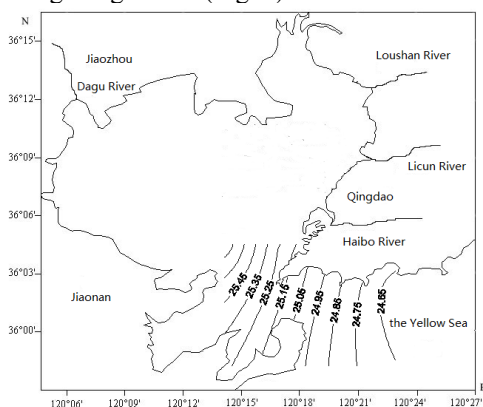 N
36°15'
Jiaozhou
Loushan River
Dagu River
36°12'
36°09'
Licun River
Qingdao
36°06'
Haibo River
36°03'
Jiaonan
25.45
25.35
25.25
25.15
25.05
24.95
24.85
24.75
24.65
the Yellow Sea
36°00'
E
120°06'
120°09'
120°12'
120°15'
120°18'
120°21'
120°24'
120°27'